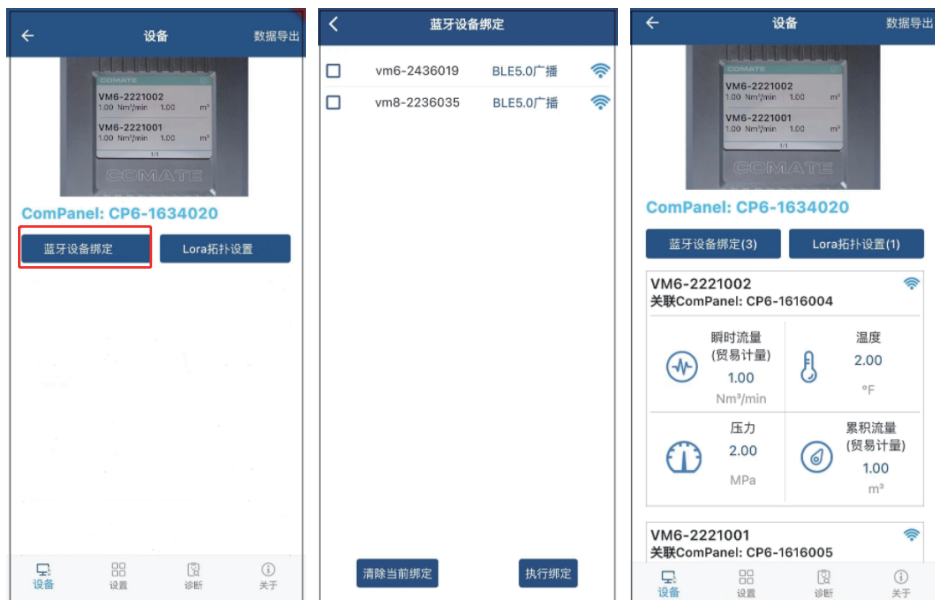 设备
数据导出
COMATE
VM6-2221002
1.00 Nm³/min 1.00 m³
VM6-2221001
1.00 Nm³/min 1.00 m³
1/1
COMATE
ComPanel: CP6-1634020
蓝牙设备绑定
Lora拓扑设置
设备
设置
诊断
关于
蓝牙设备绑定
vm6-2436019 BLE5.0广播
vm8-2236035 BLE5.0广播
清除当前绑定
执行绑定
设备
数据导出
COMATE
VM6-2221002
1.00 Nm³/min 1.00 m³
VM6-2221001
1.00 Nm³/min 1.00 m³
1/1
COMATE
ComPanel: CP6-1634020
蓝牙设备绑定(3)
Lora拓扑设置(1)
VM6-2221002
关联ComPanel: CP6-1616004
瞬时流量
(贸易计量)
1.00
Nm³/min
温度
2.00
°F
压力
2.00
MPa
累积流量
(贸易计量)
1.00
m³
VM6-2221001
关联ComPanel: CP6-1616005
设备
设置
诊断
关于